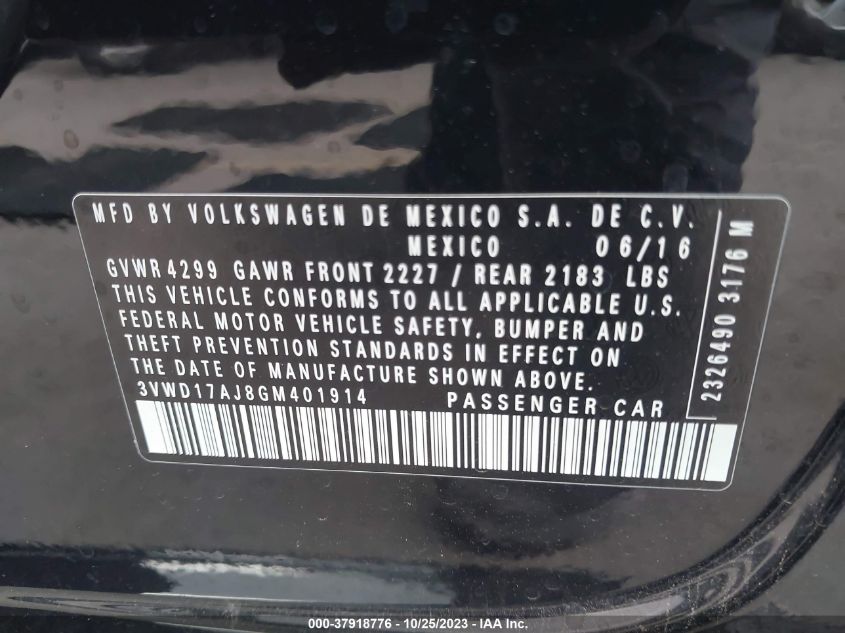 MFD BY VOLKSWAGEN DE MEXICO S.A. DE C.V.
MEXICO 06/16
GVWR 4299 GAWR FRONT 2227 / REAR 2183 LBS
THIS VEHICLE CONFORMS TO ALL APPLICABLE U.S.
FEDERAL MOTOR VEHICLE SAFETY, BUMPER AND
THEFT PREVENTION STANDARDS IN EFFECT ON
THE DATE OF MANUFACTURE SHOWN ABOVE.
3VWD17AJ8GM401914 PASSENGER CAR
2326490 3176 M
000-37918776 - 10/25/2023 - IAA Inc.